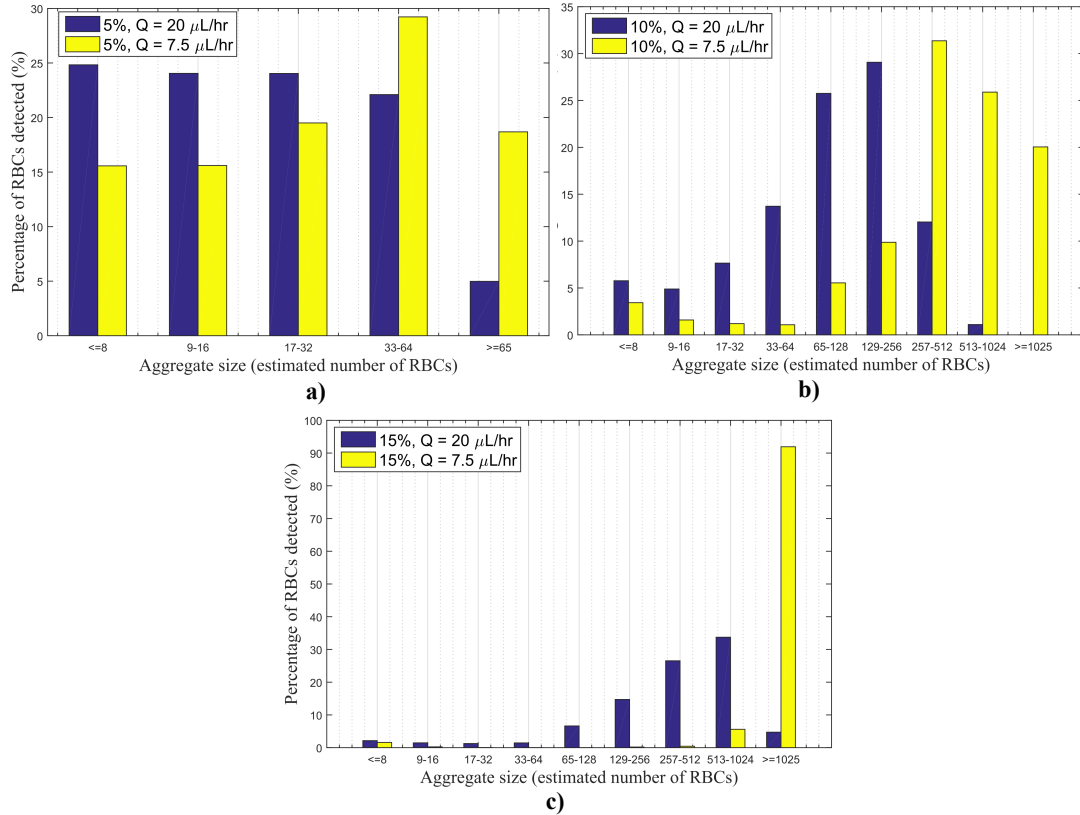 5%, Q = 20 μL/hr
5%, Q = 7.5 μL/hr
Percentage of RBCs detected (%)
30
25
20
15
10
5
0
<=8 9-16 17-32 33-64 >=65
Aggregate size (estimated number of RBCs)
a)
10%, Q = 20 μL/hr
10%, Q = 7.5 μL/hr
35
30
25
20
15
10
5
0
<=8 9-16 17-32 33-64 65-128 129-256 257-512 513-1024 >=1025
Aggregate size (estimated number of RBCs)
b)
15%, Q = 20 μL/hr
15%, Q = 7.5 μL/hr
Percentage of RBCs detected (%)
100
90
80
70
60
50
40
30
20
10
0
<=8 9-16 17-32 33-64 65-128 129-256 257-512 513-1024 >=1025
Aggregate size (estimated number of RBCs)
c)